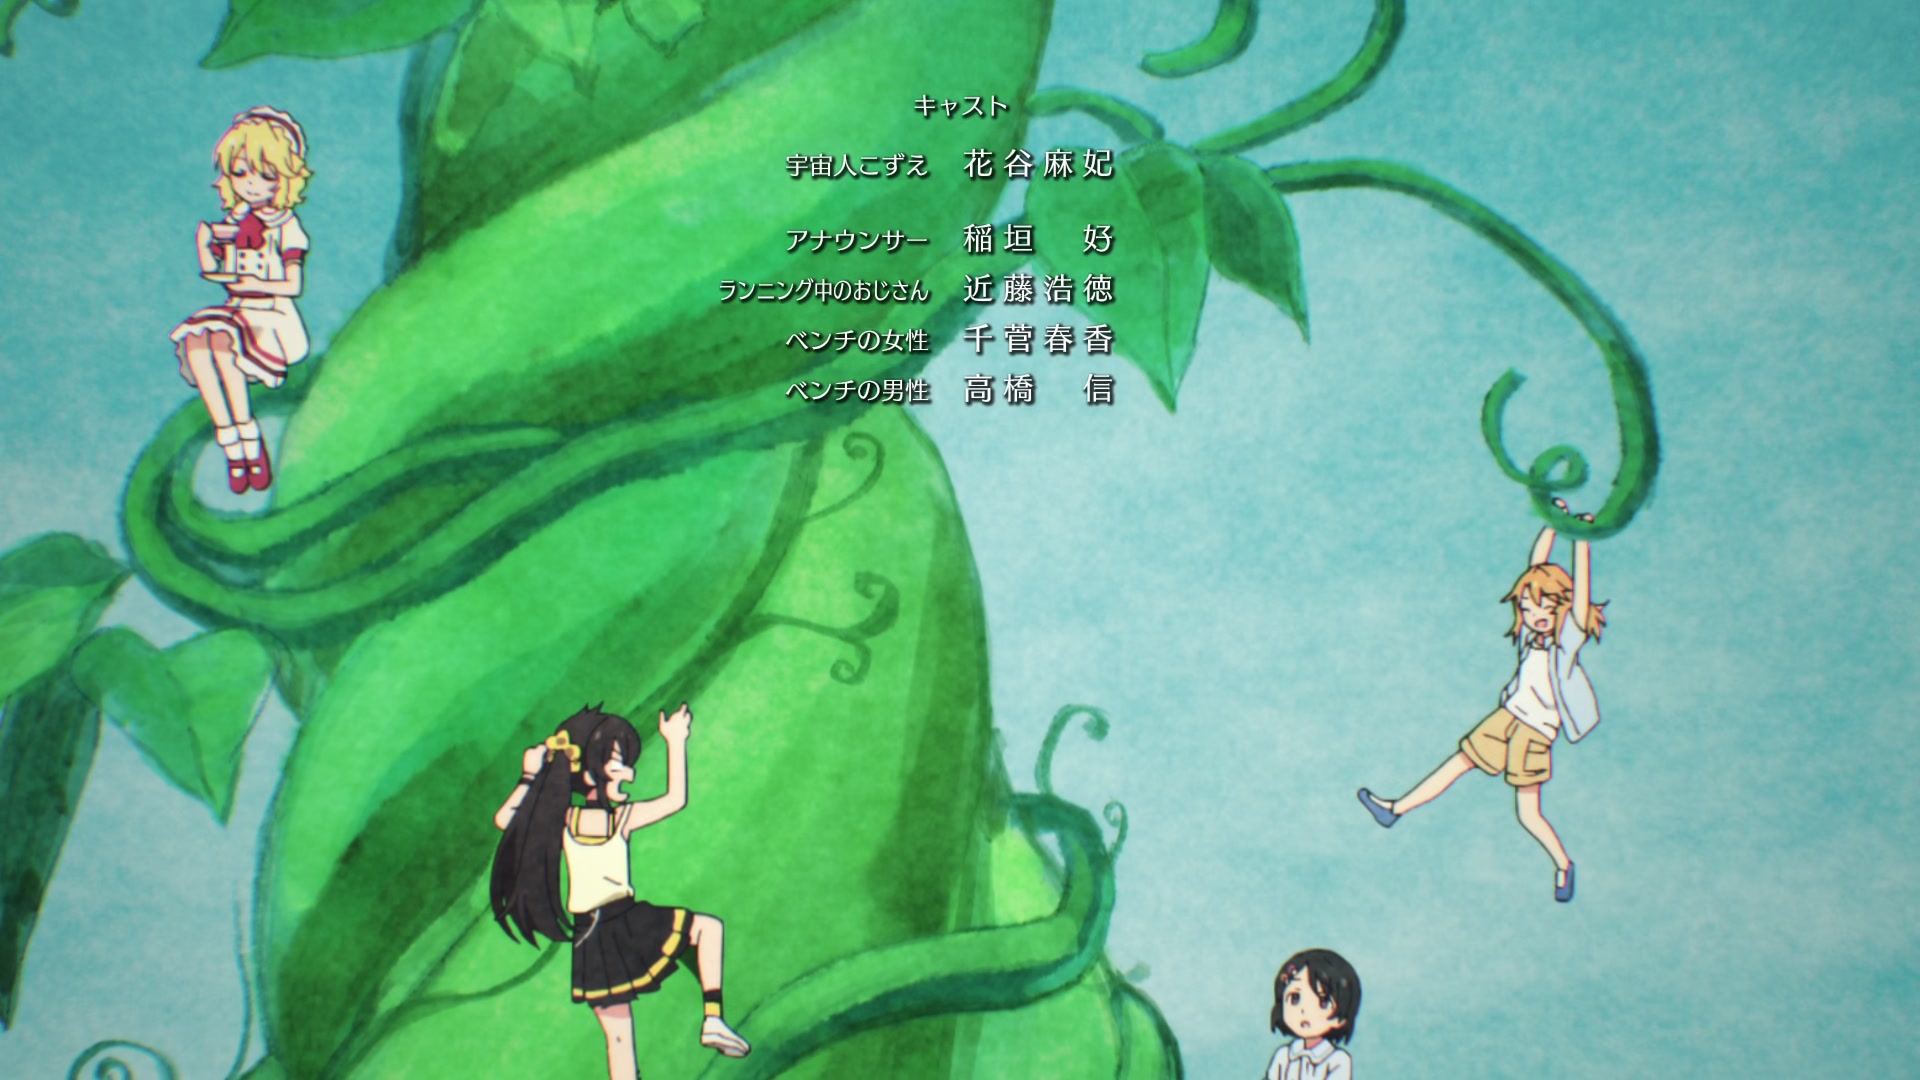 キャスト
宇宙人こずえ 花谷麻妃
アナウンサー 稲垣 好
ランニング中のおじさん 近藤浩徳
ベンチの女性 千菅春香
ベンチの男性 高橋 信